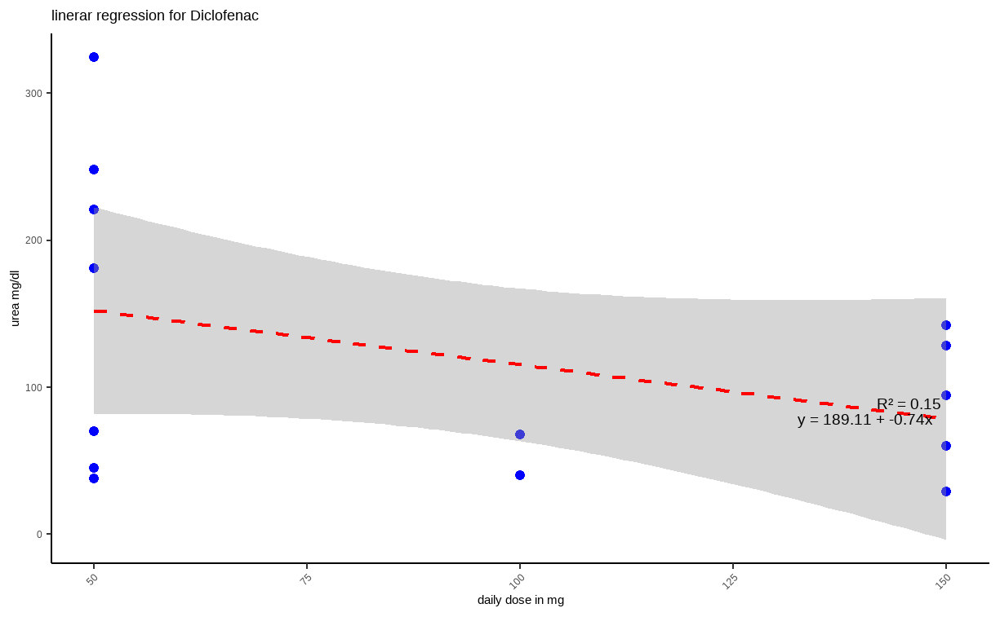 linerar regression for Diclofenac
urea mg/dl
300
200
100
0
R² = 0.15
y = 189.11 + -0.74x
50
75
100
125
150
daily dose in mg